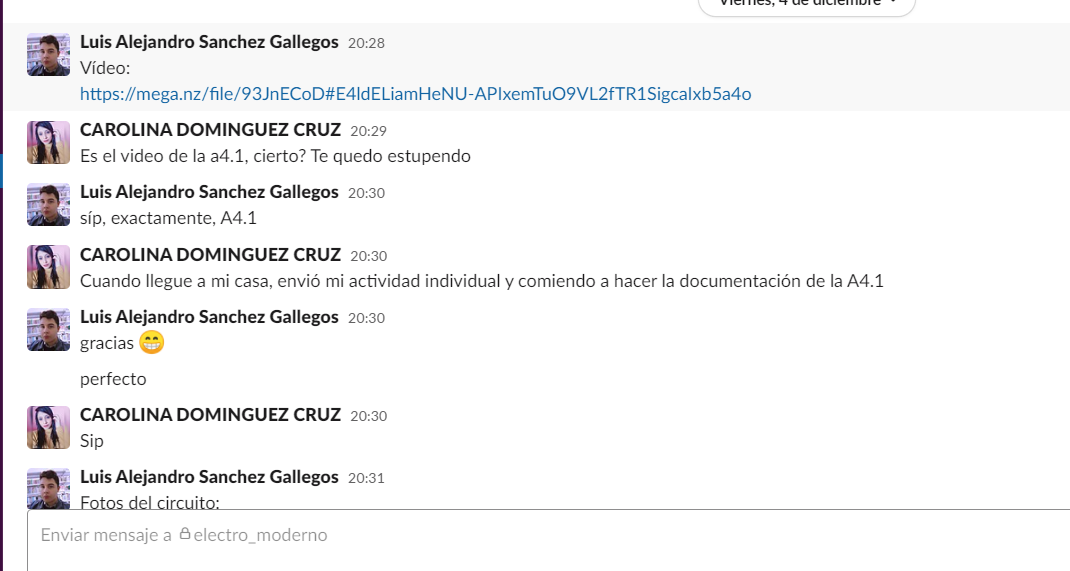 Viernes, 4 de diciembre
Luis Alejandro Sanchez Gallegos 20:28
Vídeo:
https://mega.nz/file/93JnECoD#E4ldELiamHeNU-APIxemTuO9VL2fTR1Sigcalxb5a4o
CAROLINA DOMINGUEZ CRUZ 20:29
Es el video de la a4.1, cierto? Te quedo estupendo
Luis Alejandro Sanchez Gallegos 20:30
síp, exactamente, A4.1
CAROLINA DOMINGUEZ CRUZ 20:30
Cuando llegue a mi casa, envió mi actividad individual y comiendo a hacer la documentación de la A4.1
Luis Alejandro Sanchez Gallegos 20:30
gracias 😁
perfecto
CAROLINA DOMINGUEZ CRUZ 20:30
Sip
Luis Alejandro Sanchez Gallegos 20:31
Fotos del circuito:
Enviar mensaje a electro_moderno